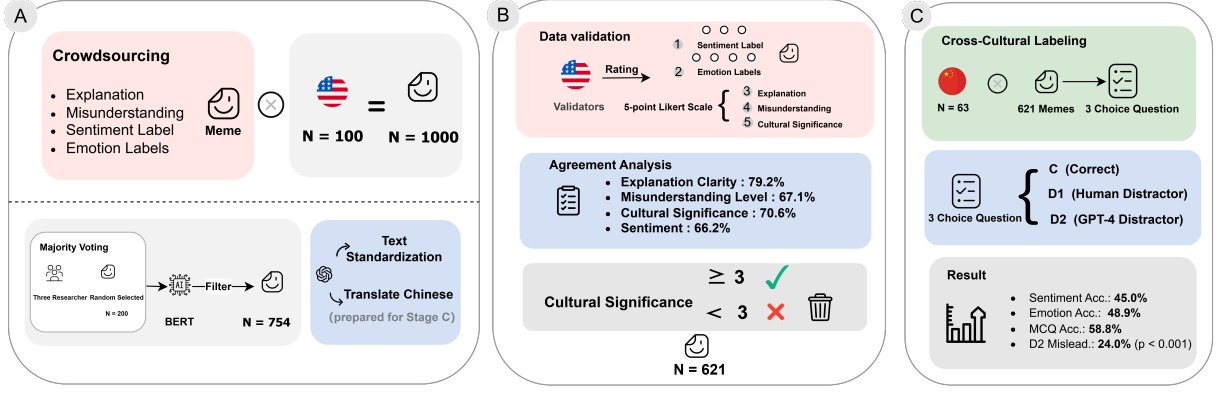 A
Crowdsourcing
• Explanation
• Misunderstanding
• Sentiment Label
• Emotion Labels
Meme
=
N = 100
N = 1000
Majority Voting
Three Researcher
Random Selected
N = 200
AI
BERT
Filter
N = 754
Text
Standardization
Translate Chinese
(prepared for Stage C)
B
Data validation
Validators
Rating
1 Sentiment Label
2 Emotion Labels
5-point Likert Scale
3 Explanation
4 Misunderstanding
5 Cultural Significance
Agreement Analysis
• Explanation Clarity : 79.2%
• Misunderstanding Level : 67.1%
• Cultural Significance : 70.6%
• Sentiment : 66.2%
Cultural Significance
≥ 3
< 3
N = 621
C
Cross-Cultural Labeling
N = 63
621 Memes
3 Choice Question
3 Choice Question
C (Correct)
D1 (Human Distractor)
D2 (GPT-4 Distractor)
Result
• Sentiment Acc.: 45.0%
• Emotion Acc.: 48.9%
• MCQ Acc.: 58.8%
• D2 Mislead.: 24.0% (p < 0.001)